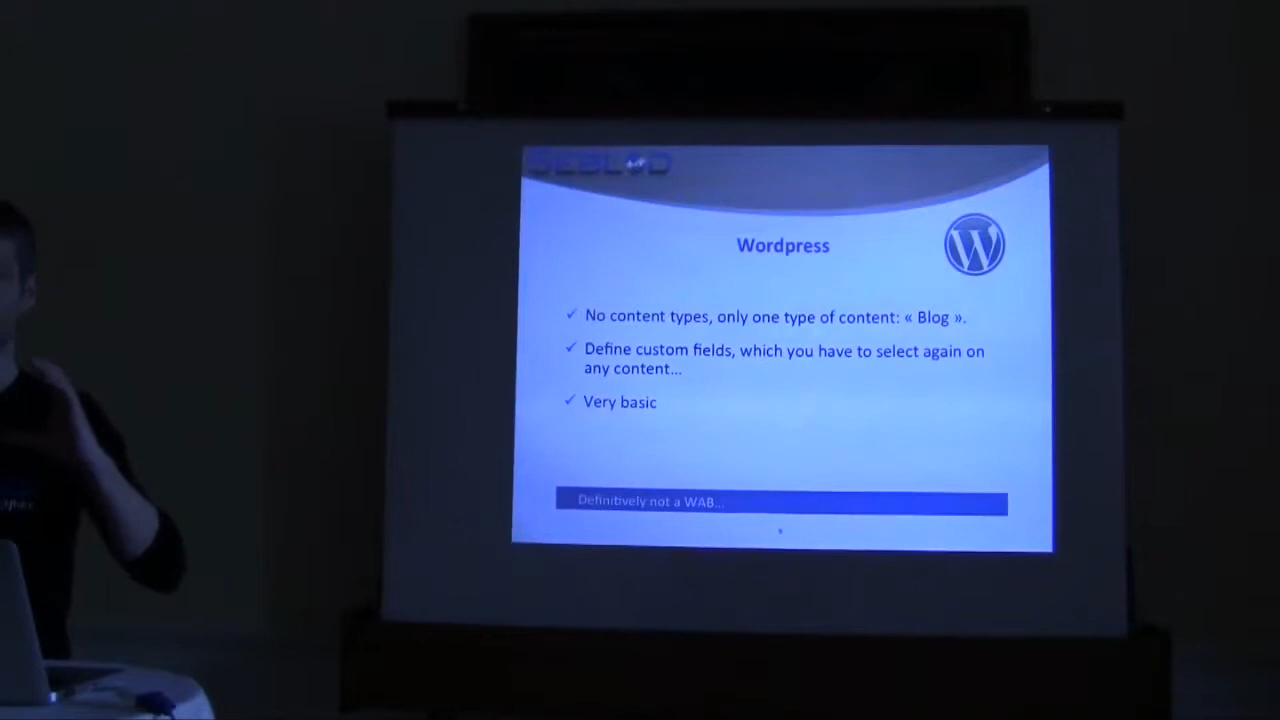 SEBLOD
Wordpress
No content types, only one type of content: « Blog ».
Define custom fields, which you have to select again on
any content...
Very basic
Definitively not a WAB...